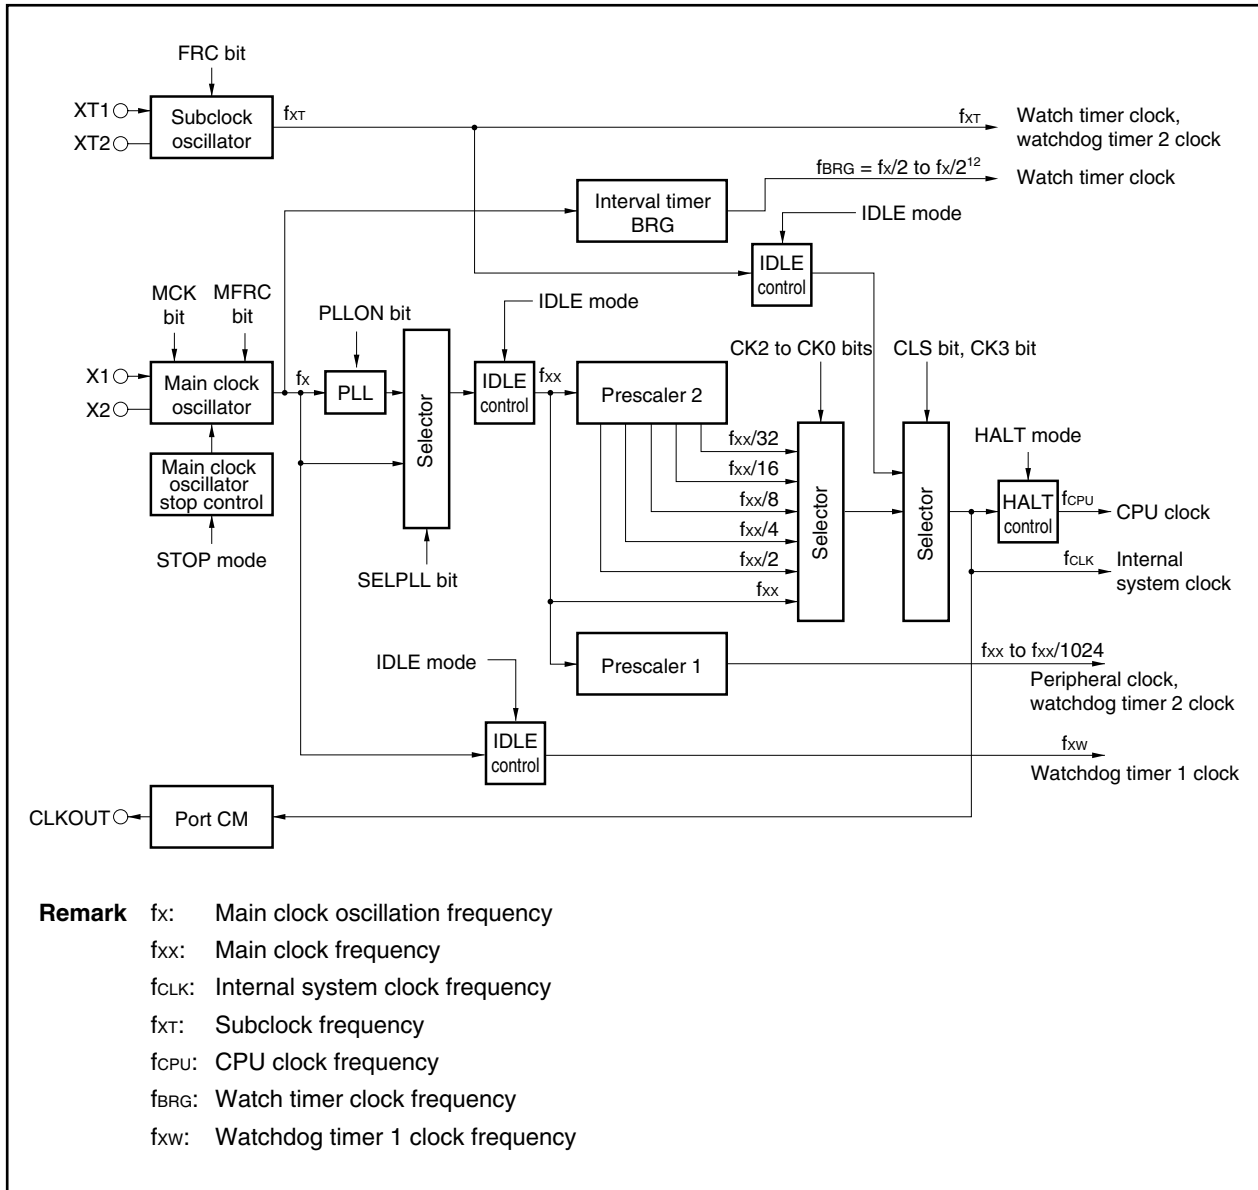 FRC bit
XT1
XT2
Subclock
oscillator
fXT
fXT
Watch timer clock,
watchdog timer 2 clock
fBRG = fX/2 to fX/2¹²
Watch timer clock
Interval timer
BRG
IDLE mode
IDLE
control
MCK
bit
MFRC
bit
PLLON bit
IDLE mode
X1
X2
Main clock
oscillator
fX
PLL
Selector
IDLE
control
fXX
Prescaler 2
CK2 to CK0 bits
CLS bit, CK3 bit
Main clock
oscillator
stop control
STOP mode
SELPLL bit
fXX/32
fXX/16
fXX/8
fXX/4
fXX/2
fXX
Selector
Selector
HALT mode
HALT
control
fCPU
CPU clock
fCLK
Internal
system clock
Prescaler 1
fXX to fXX/1024
Peripheral clock,
watchdog timer 2 clock
IDLE mode
IDLE
control
fXW
Watchdog timer 1 clock
CLKOUT
Port CM
Remark fX: Main clock oscillation frequency
fXX: Main clock frequency
fCLK: Internal system clock frequency
fXT: Subclock frequency
fCPU: CPU clock frequency
fBRG: Watch timer clock frequency
fXW: Watchdog timer 1 clock frequency